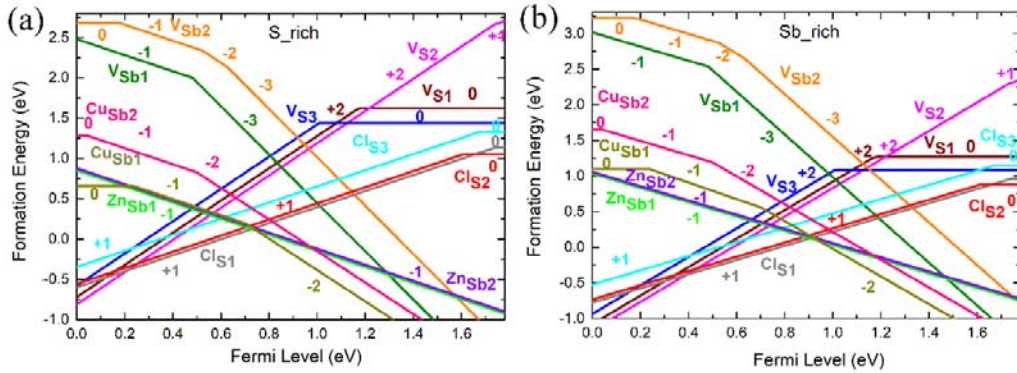 (a)
S_rich
Formation Energy (eV)
2.5
2.0
1.5
1.0
0.5
0.0
-0.5
-1.0
0.0 0.2 0.4 0.6 0.8 1.0 1.2 1.4 1.6
Fermi Level (eV)
0 -1 VSb2 -2 -3
-1 VSb1 -3
VS2 +2 +1
VS1 +2 0
VS3 0
CuSb2 0 -1 -2
ClS3 +1 0
CuSb1 0 -1 -2
ClS2 +1 0
ZnSb1 -1
ClS1 +1 0
ZnSb2 -1
(b)
Sb_rich
Formation Energy (eV)
3.0
2.5
2.0
1.5
1.0
0.5
0.0
-0.5
-1.0
0.0 0.2 0.4 0.6 0.8 1.0 1.2 1.4 1.6
Fermi Level (eV)
0 -1 -2 VSb2 -3
-1 VSb1 -3
VS2 +2 +1
VS1 +2 0
VS3 +2 0
CuSb2 0 -1 -2
ClS3 +1 0
CuSb1 0 -1 -2
ZnSb2 -1
ZnSb1 -1
ClS2 +1 0
ClS1 +1 0